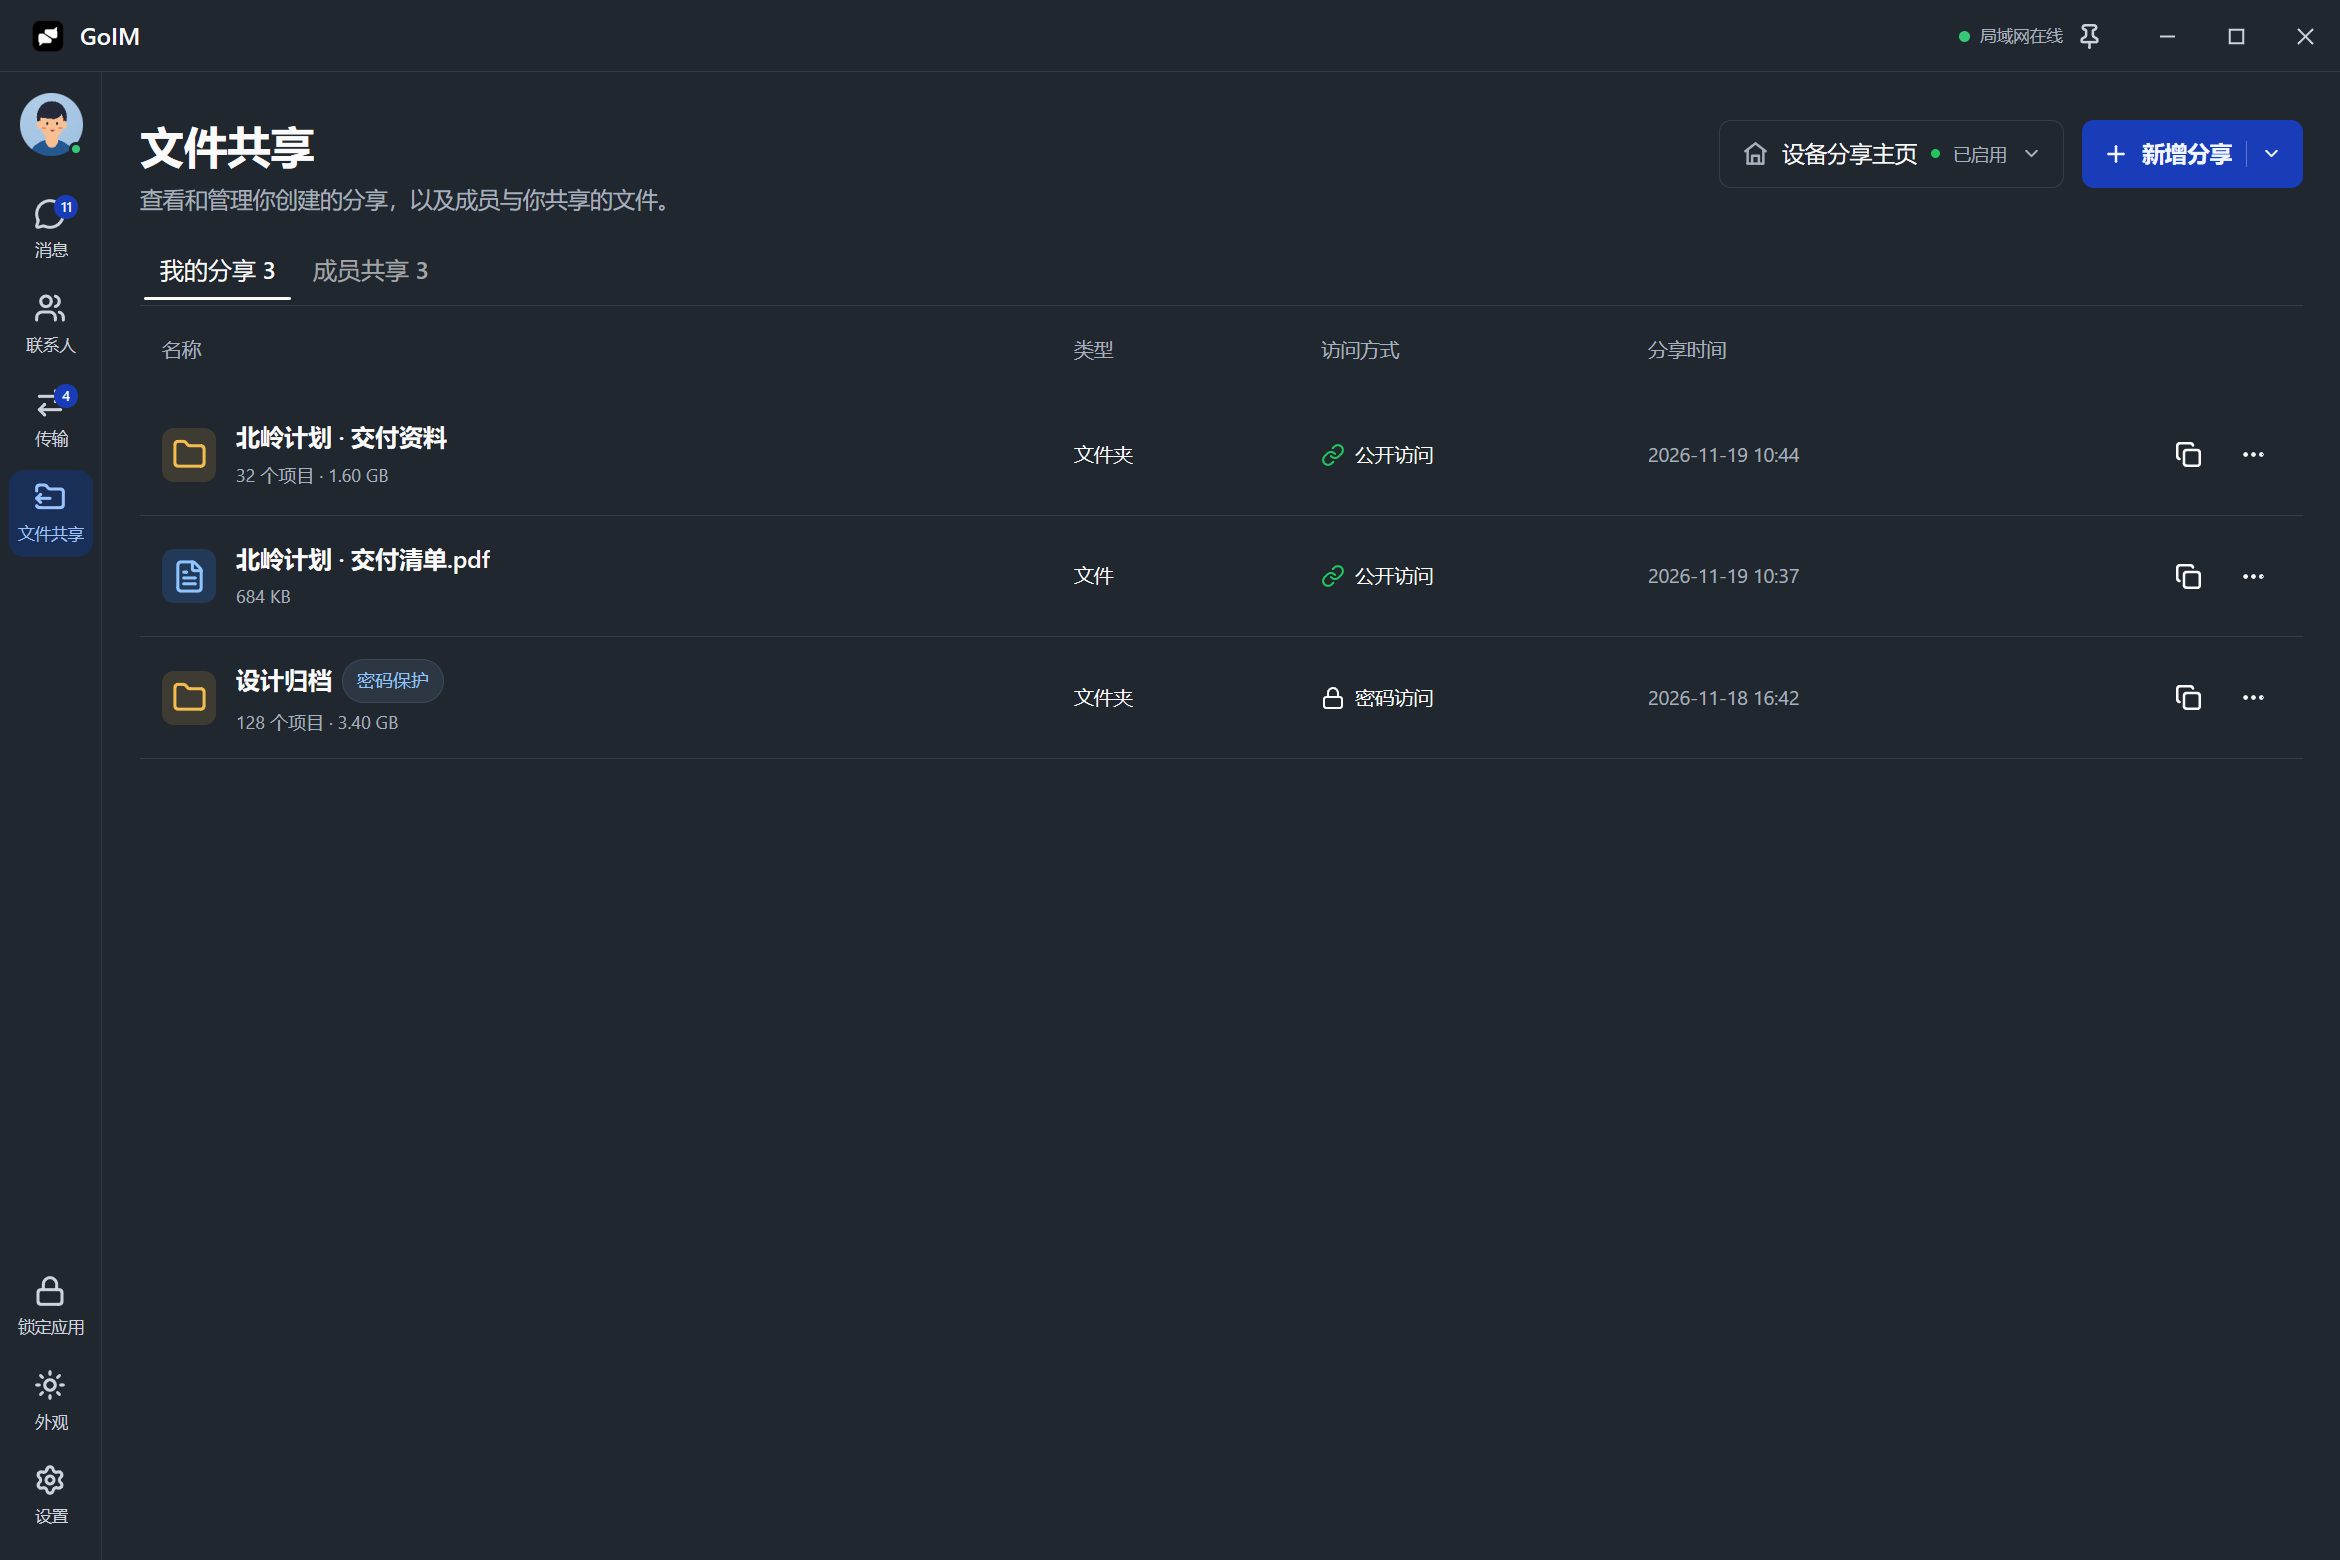 GoIM
局域网在线
文件共享
查看和管理你创建的分享，以及成员与你共享的文件。
设备分享主页 已启用
新增分享
11
消息
联系人
4
传输
文件共享
我的分享 3 成员共享 3
名称 类型 访问方式 分享时间
北岭计划 · 交付资料
32 个项目 · 1.60 GB
文件夹 公开访问 2026-11-19 10:44
北岭计划 · 交付清单.pdf
684 KB
文件 公开访问 2026-11-19 10:37
设计归档 密码保护
128 个项目 · 3.40 GB
文件夹 密码访问 2026-11-18 16:42
锁定应用
外观
设置